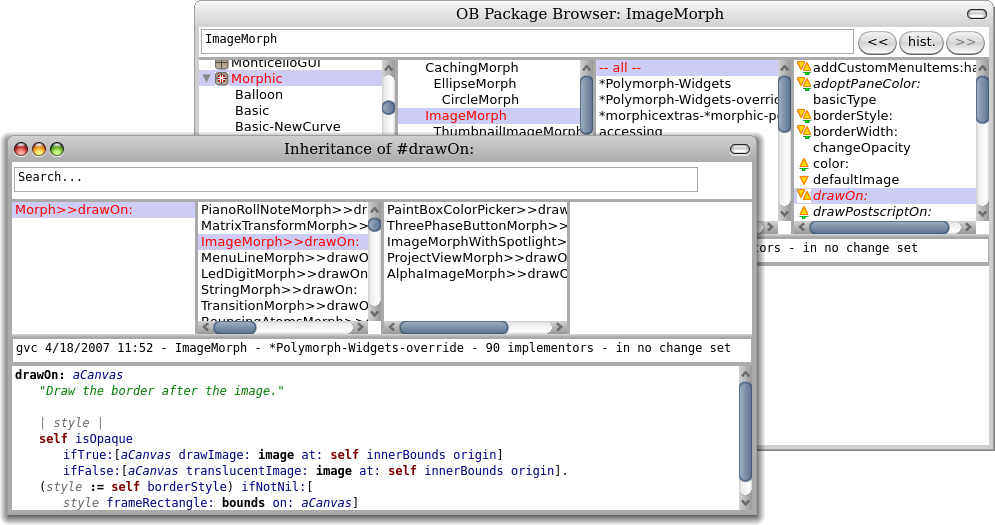 OB Package Browser: ImageMorph
ImageMorph
<<
hist.
>>
MonticelloGUI
Morphic
Balloon
Basic
Basic-NewCurve
CachingMorph
EllipseMorph
CircleMorph
ImageMorph
ThumbnailImageMorph
-- all --
*Polymorph-Widgets
*Polymorph-Widgets-overrid
*morphicextras-*morphic-po
accessing
addCustomMenuItems:ha
adoptPaneColor:
basicType
borderStyle:
borderWidth:
changeOpacity
color:
defaultImage
drawOn:
drawPostscriptOn:
tors - in no change set
Inheritance of #drawOn:
Search...
Morph>>drawOn:
PianoRollNoteMorph>>dr
MatrixTransformMorph>>
ImageMorph>>drawOn:
MenuLineMorph>>drawO
LedDigitMorph>>drawOn
StringMorph>>drawOn:
TransitionMorph>>drawO
BouncingAtomsMorph>>
PaintBoxColorPicker>>draw
ThreePhaseButtonMorph>>
ImageMorphWithSpotlight>
ProjectViewMorph>>drawO
AlphaImageMorph>>drawO
gvc 4/18/2007 11:52 - ImageMorph - *Polymorph-Widgets-override - 90 implementors - in no change set
drawOn: aCanvas
"Draw the border after the image."
| style |
self isOpaque
ifTrue:[aCanvas drawImage: image at: self innerBounds origin]
ifFalse:[aCanvas translucentImage: image at: self innerBounds origin].
(style := self borderStyle) ifNotNil:[
style frameRectangle: bounds on: aCanvas]